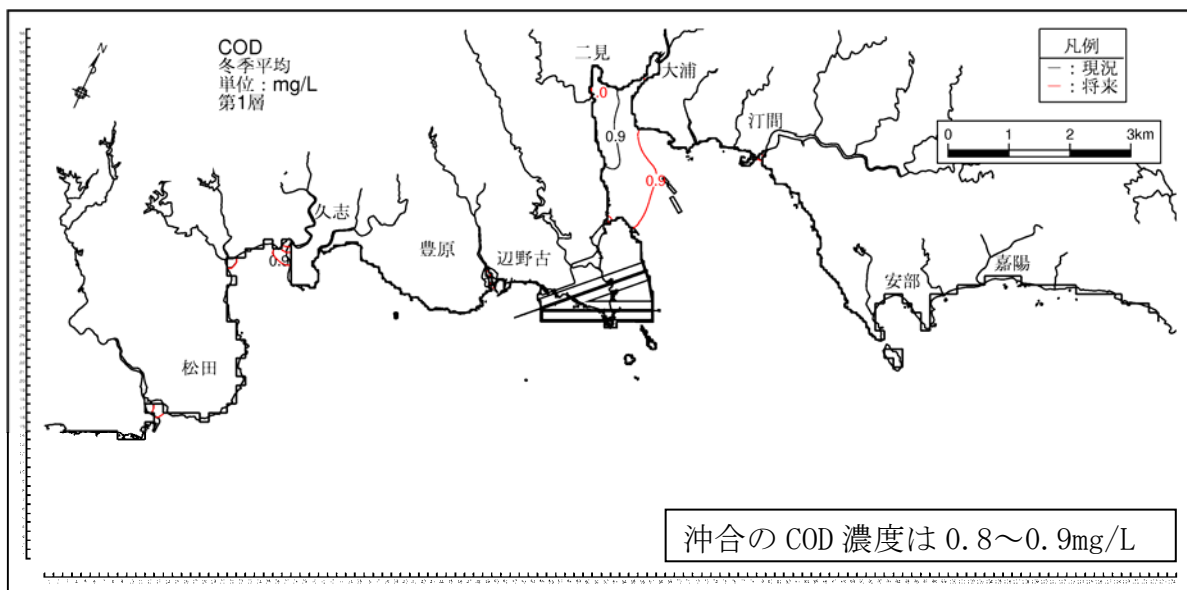 COD
冬季平均
単位：mg/L
第1層
N
二見
大浦
汀間
凡例
－：現況
－：将来
0 1 2 3km
.0
0.9
0.9
久志
0.9
豊原
辺野古
安部
嘉陽
松田
沖合の COD 濃度は 0.8～0.9mg/L